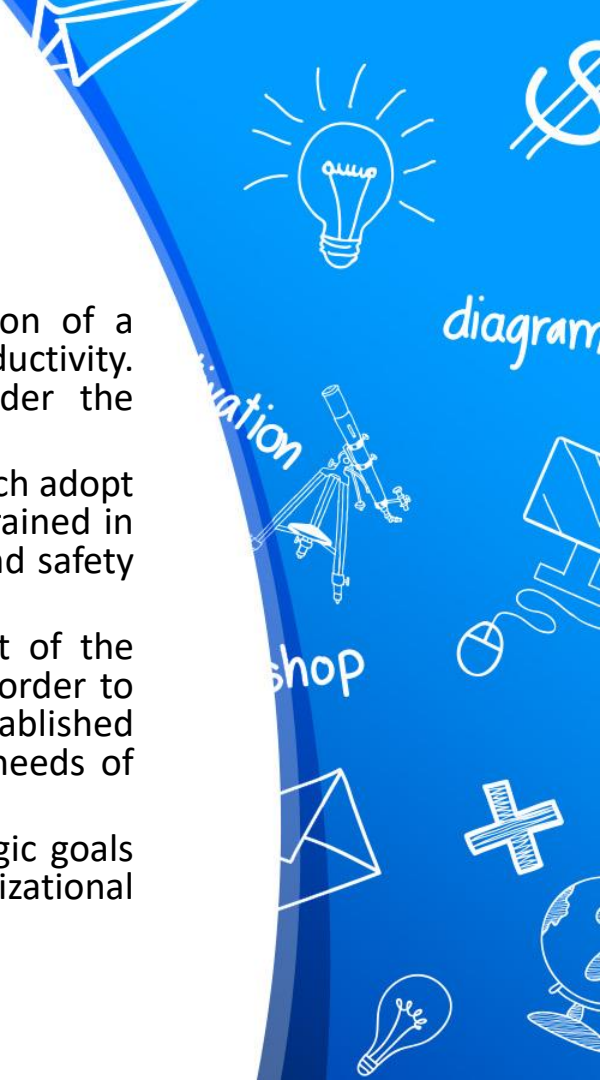 on of a
ductivity.
der the
ch adopt
rained in
nd safety
t of the
order to
ablished
needs of
gic goals
izational
$
diagram
ivation
shop